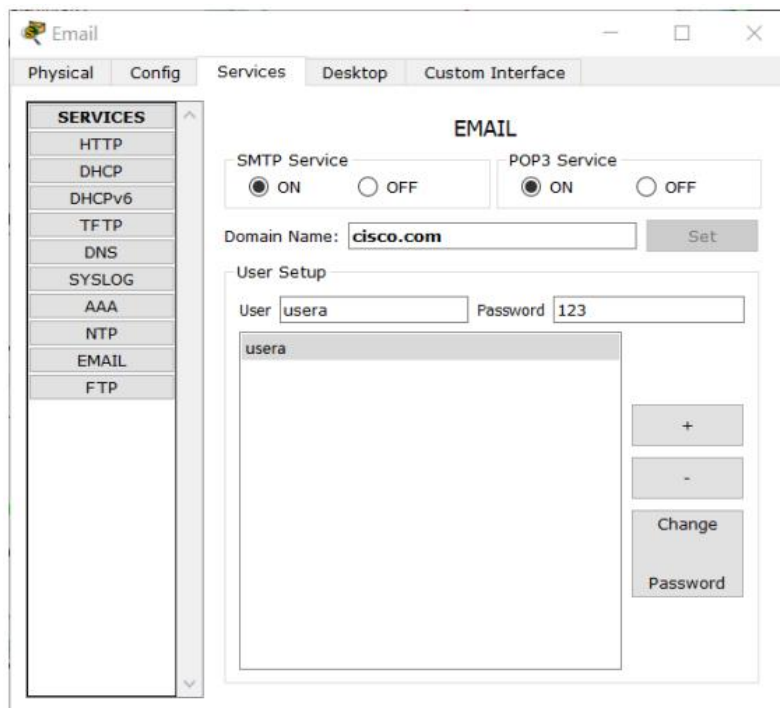 Email
Physical Config Services Desktop Custom Interface
SERVICES
HTTP
DHCP
DHCPv6
TFTP
DNS
SYSLOG
AAA
NTP
EMAIL
FTP
EMAIL
SMTP Service
ON OFF
POP3 Service
ON OFF
Domain Name: cisco.com Set
User Setup
User usera Password 123
usera
+
-
Change
Password